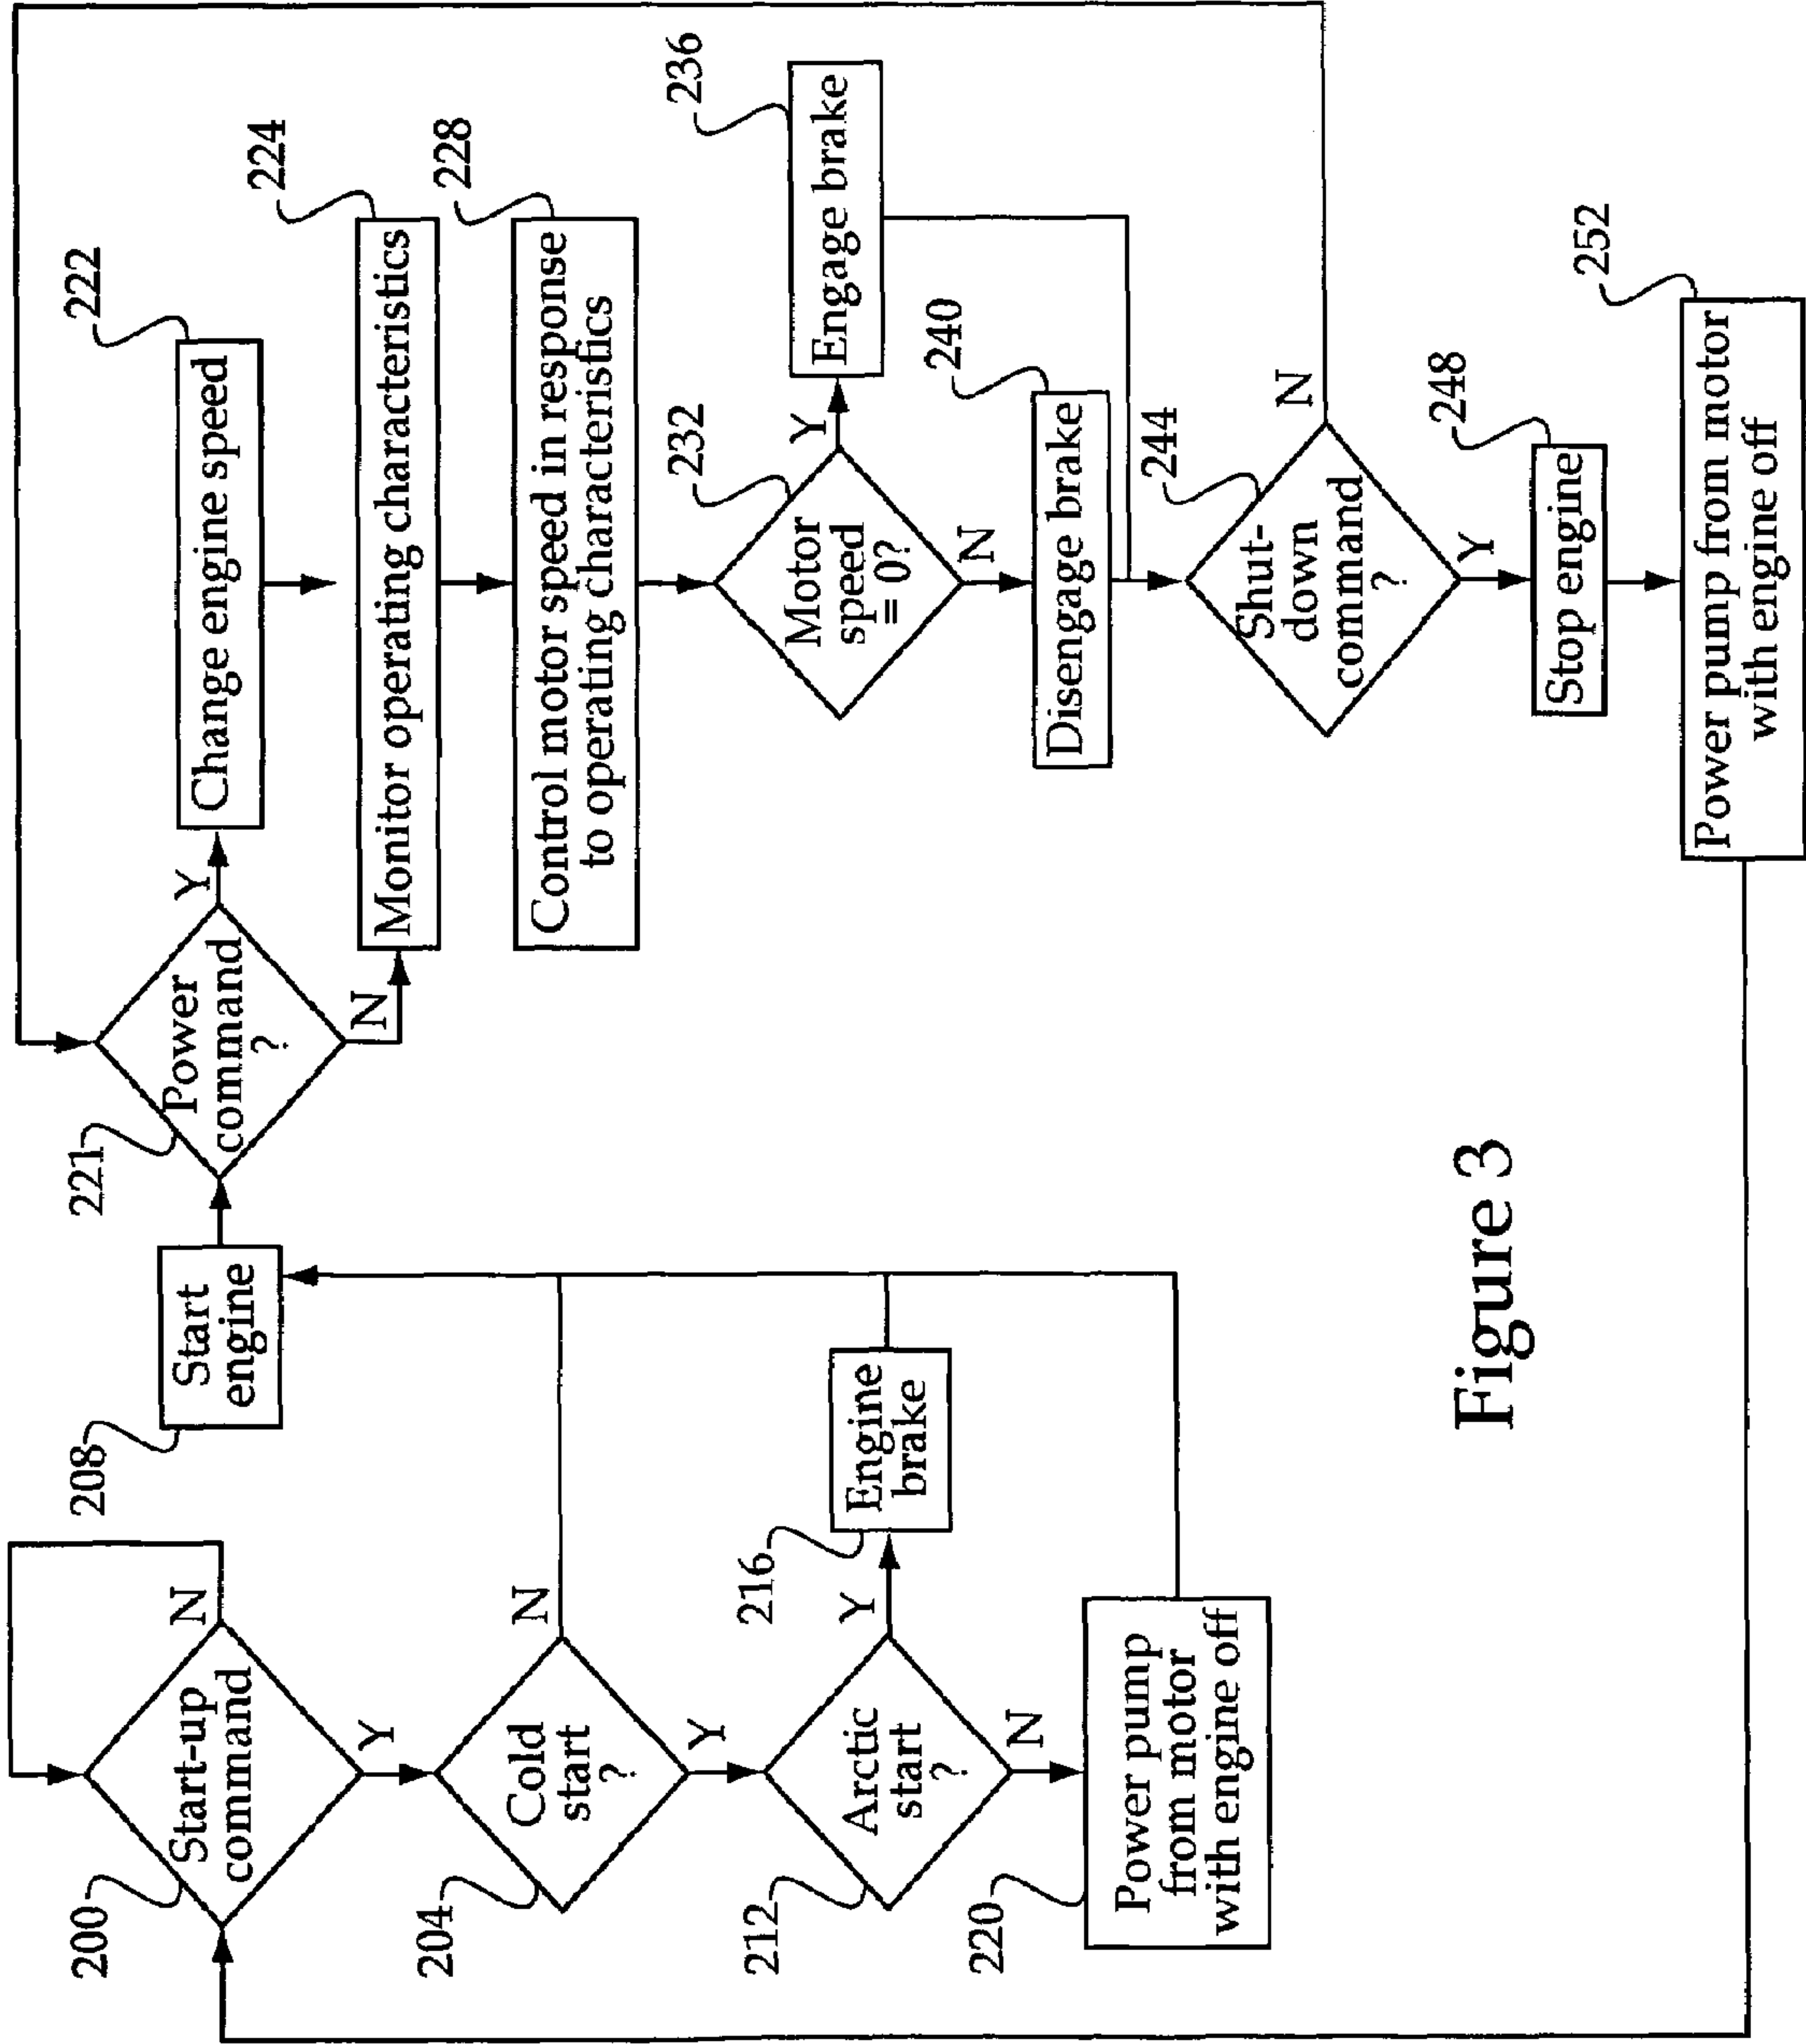 200
Start-up
command
N
Y
204
Cold
start
?
N
Y
212
Arctic
start
?
Y
N
216
Engine
brake
220
Power pump
from motor
with engine off
208
Start
engine
221
Power
command
?
Y
N
222
Change engine speed
224
Monitor operating characteristics
228
Control motor speed in response
to operating characteristics
232
Motor
speed
= 0?
Y
N
236
Engage brake
240
Disengage brake
244
Shut-
down
command
?
N
Y
248
Stop engine
252
Power pump from motor
with engine off
Figure 3